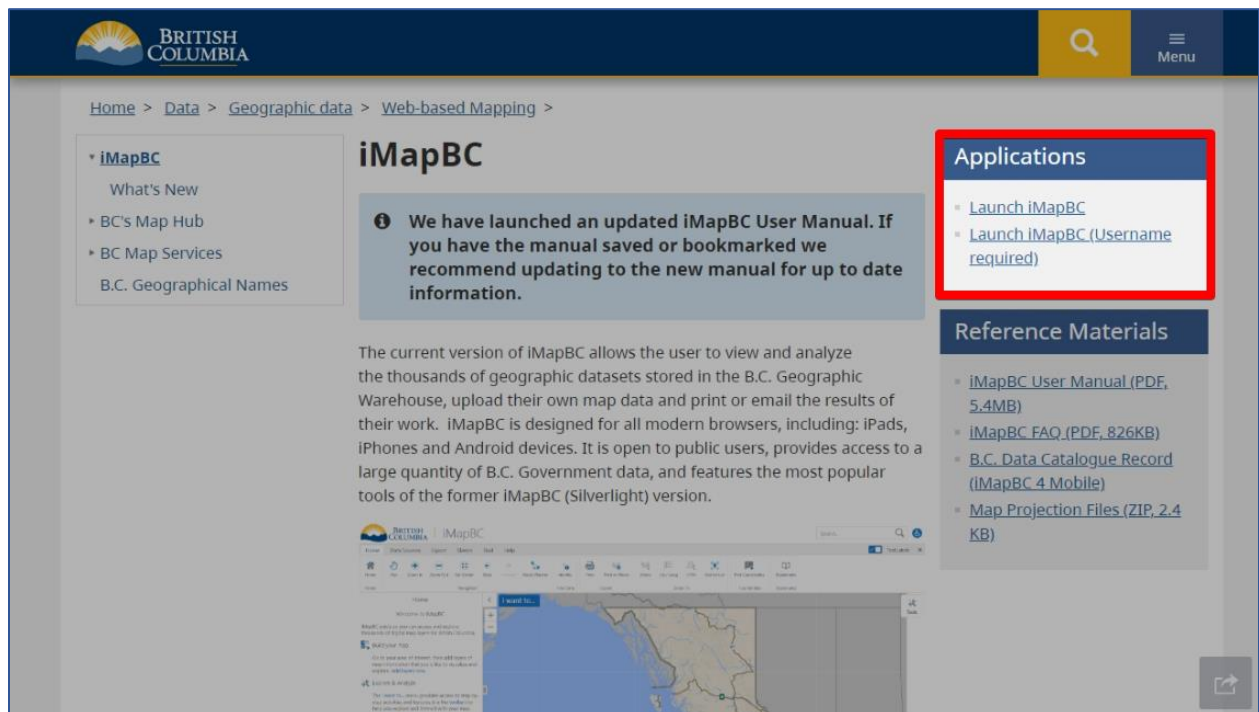 BRITISH
COLUMBIA
Menu
Home > Data > Geographic data > Web-based Mapping >
iMapBC
What's New
BC's Map Hub
BC Map Services
B.C. Geographical Names
iMapBC
We have launched an updated iMapBC User Manual. If
you have the manual saved or bookmarked we
recommend updating to the new manual for up to date
information.
The current version of iMapBC allows the user to view and analyze
the thousands of geographic datasets stored in the B.C. Geographic
Warehouse, upload their own map data and print or email the results of
their work. iMapBC is designed for all modern browsers, including: iPads,
iPhones and Android devices. It is open to public users, provides access to a
large quantity of B.C. Government data, and features the most popular
tools of the former iMapBC (Silverlight) version.
BRITISH
COLUMBIA
iMapBC
I want to...
Applications
Launch iMapBC
Launch iMapBC (Username
required)
Reference Materials
iMapBC User Manual (PDF,
5.4MB)
iMapBC FAQ (PDF, 826KB)
B.C. Data Catalogue Record
(iMapBC 4 Mobile)
Map Projection Files (ZIP, 2.4
KB)